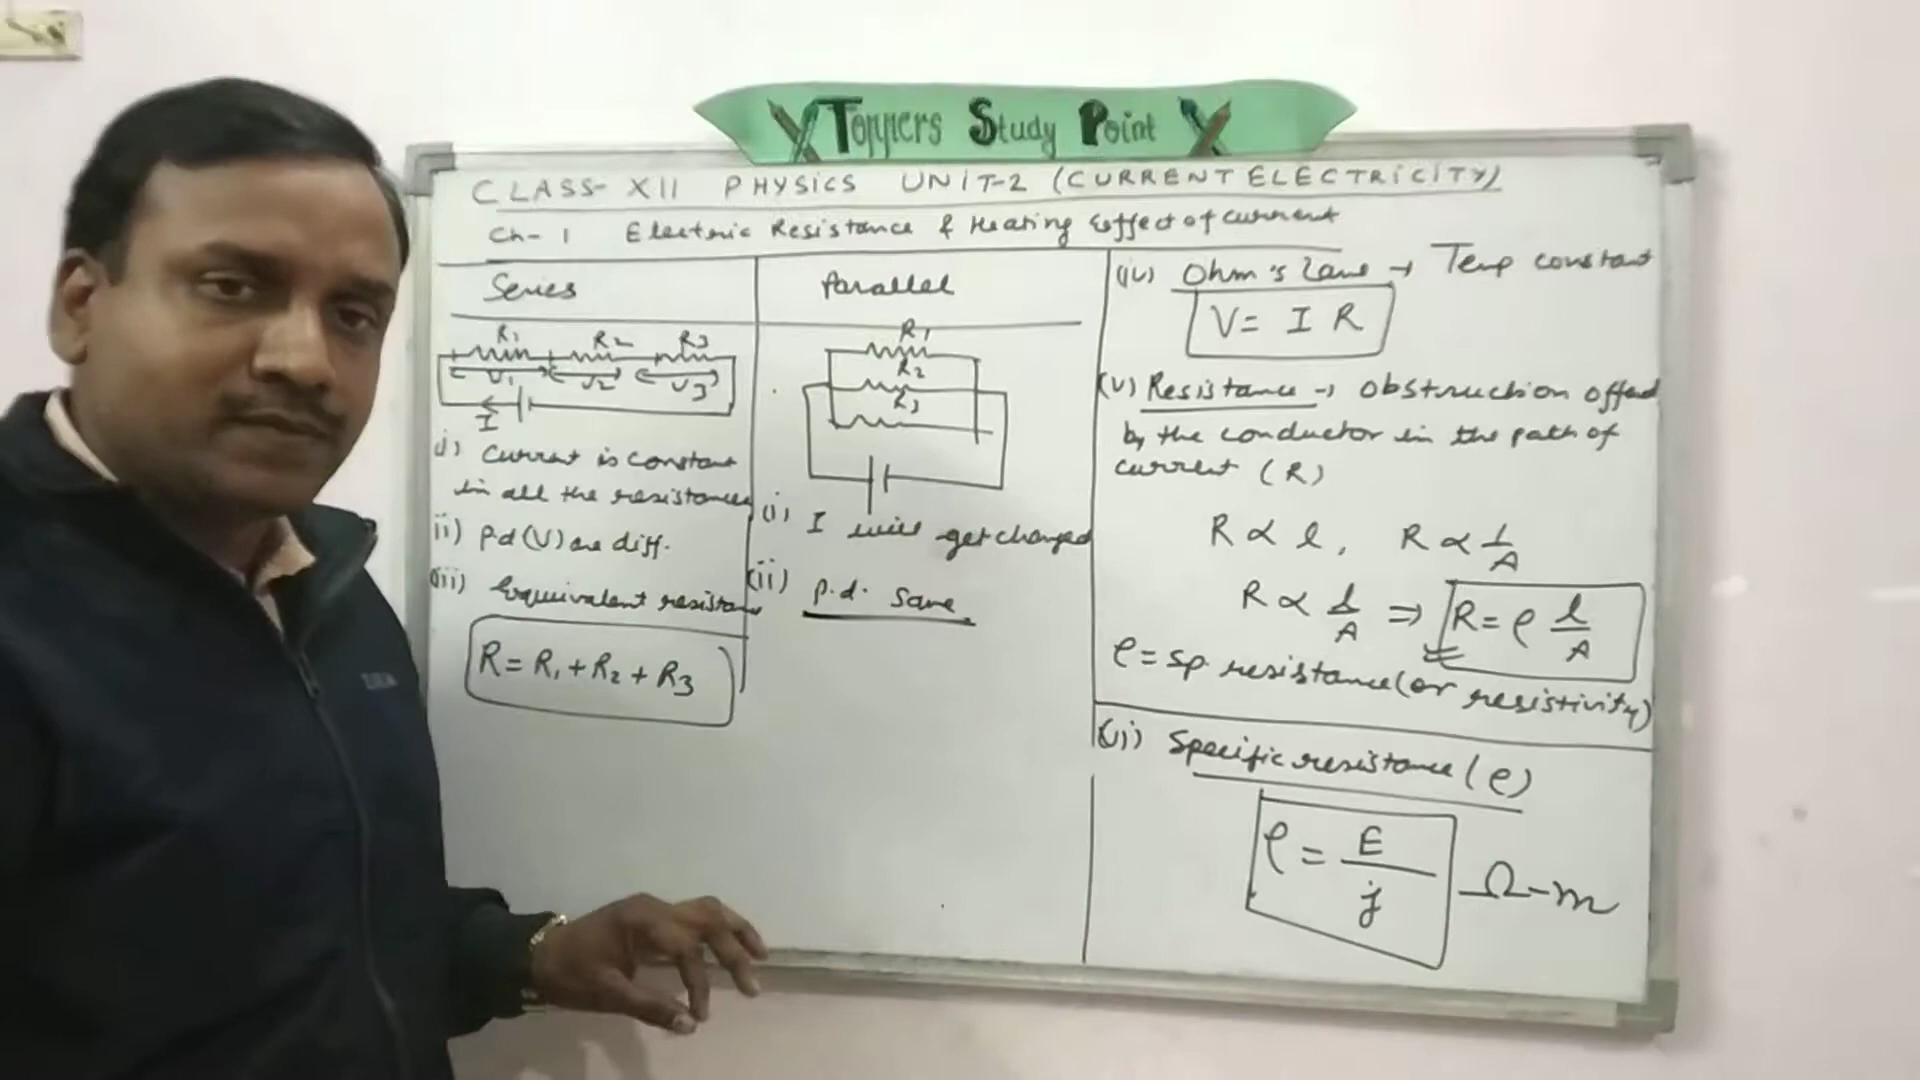 Toppers Study Point
CLASS-XII PHYSICS UNIT-2 (CURRENT ELECTRICITY)
Ch-1 Electric Resistance & Heating Effect of current
Series
R1 R2 R3
V1 V2 V3
I
i) Current is constant
in all the resistances
ii) P.d (V) are diff.
(iii) Equivalent resistance
R = R1 + R2 + R3
Parallel
R1
R2
R3
(i) I will get changed
(ii) P.d. Same
(iv) Ohm's law → Temp constant
V = I R
(v) Resistance → obstruction offered
by the conductor in the path of
current (R)
R ∝ l, R ∝ 1/A
R ∝ l/A ⇒ R = ρ l/A
ρ = sp. resistance (or resistivity)
(vi) Specific resistance (ρ)
ρ = E/j Ω-m